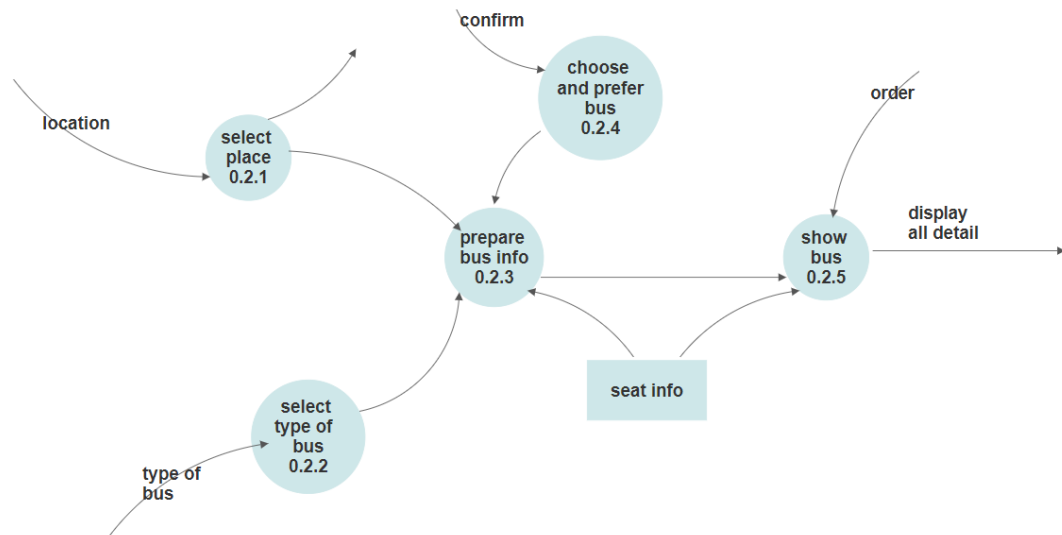 confirm
location
select
place
0.2.1
choose
and prefer
bus
0.2.4
order
prepare
bus info
0.2.3
show
bus
0.2.5
display
all detail
seat info
select
type of
bus
0.2.2
type of
bus